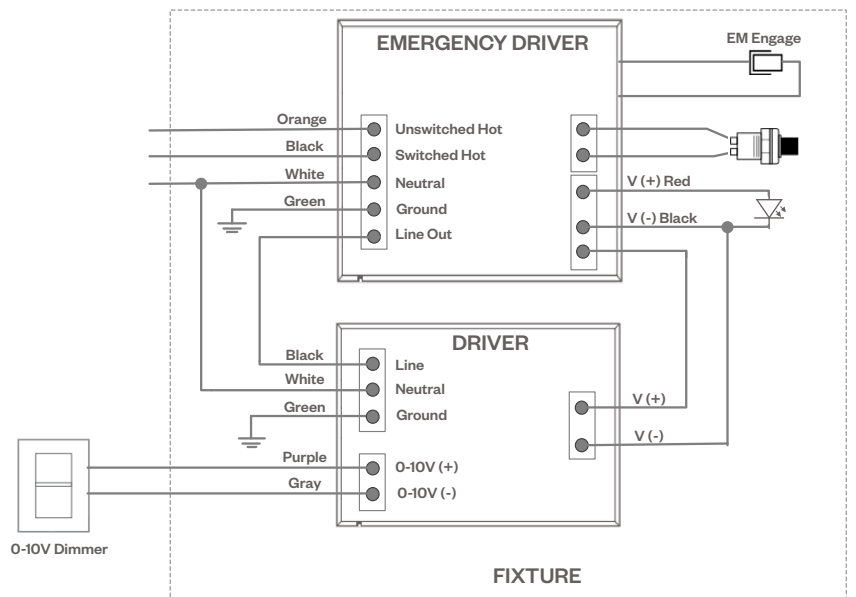 EMERGENCY DRIVER
EM Engage
Orange
Unswitched Hot
Black
Switched Hot
White
Neutral
V (+) Red
Green
Ground
V (-) Black
Line Out
DRIVER
Black
Line
White
Neutral
V (+)
Green
Ground
V (-)
Purple
0-10V (+)
Gray
0-10V (-)
0-10V Dimmer
FIXTURE